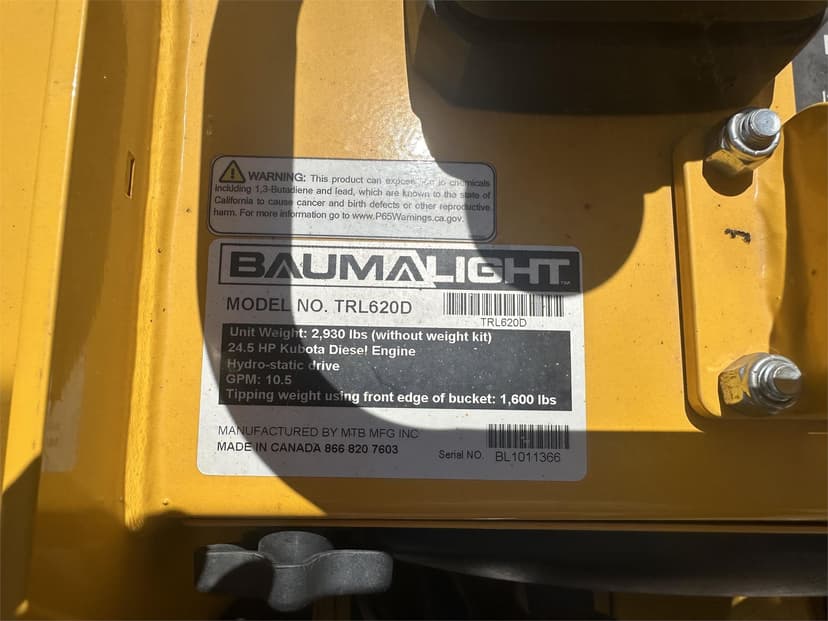 WARNING: This product can expose you to chemicals
including 1,3-Butadiene and lead, which are known to the state of
California to cause cancer and birth defects or other reproductive
harm. For more information go to www.P65Warnings.ca.gov.
BAUMALIGHT™
MODEL NO. TRL620D
TRL620D
Unit Weight: 2,930 lbs (without weight kit)
24.5 HP Kubota Diesel Engine
Hydro-static drive
GPM: 10.5
Tipping weight using front edge of bucket: 1,600 lbs
MANUFACTURED BY MTB MFG INC
MADE IN CANADA 866 820 7603
Serial NO. BL1011366